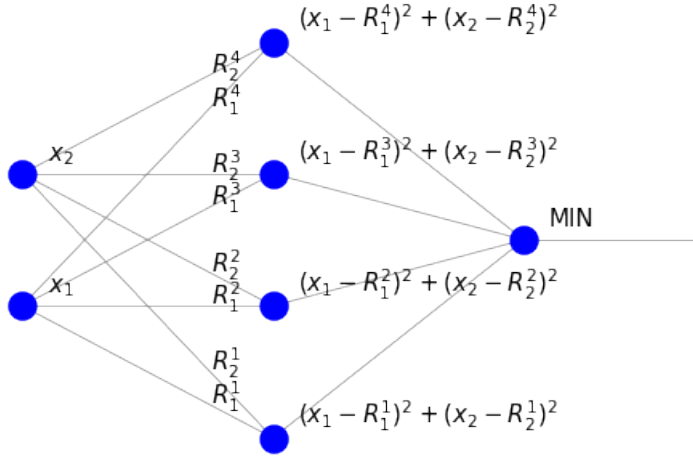 (x₁ − R₁⁴)² + (x₂ − R₂⁴)²
R₂⁴
R₁⁴
x₂
(x₁ − R₁³)² + (x₂ − R₂³)²
R₂³
R₁³
MIN
x₁
R₂²
R₁²
(x₁ − R₁²)² + (x₂ − R₂²)²
R₂¹
R₁¹
(x₁ − R₁¹)² + (x₂ − R₂¹)²